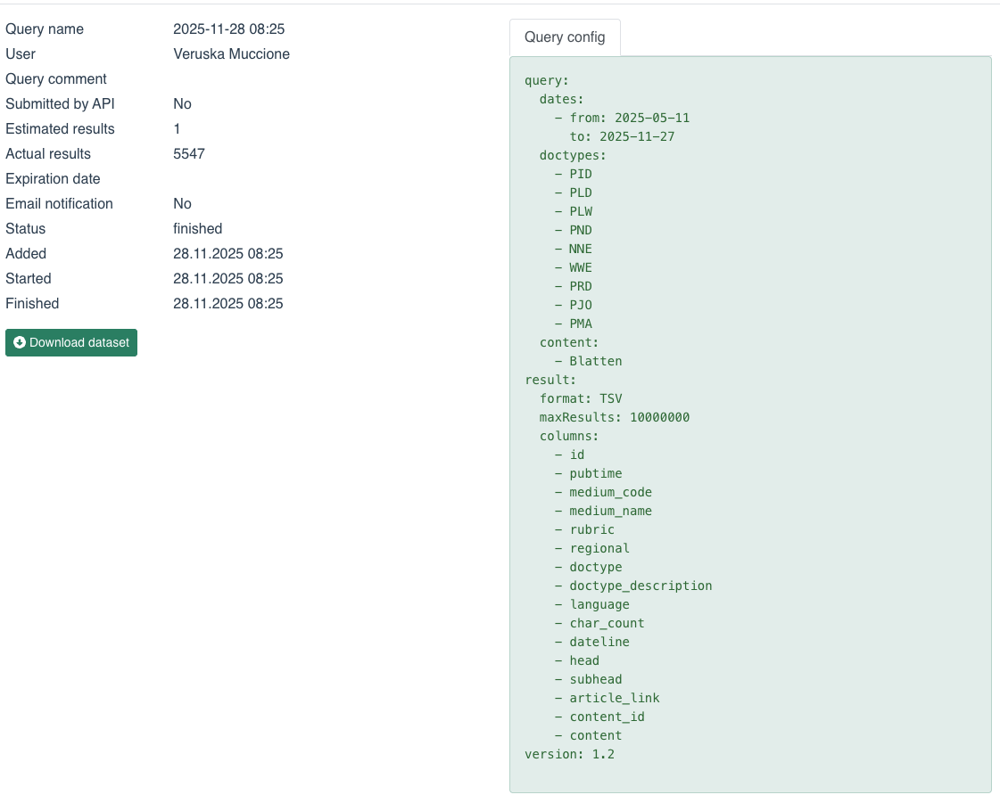 Query name 2025-11-28 08:25
User Veruska Muccione
Query comment
Submitted by API No
Estimated results 1
Actual results 5547
Expiration date
Email notification No
Status finished
Added 28.11.2025 08:25
Started 28.11.2025 08:25
Finished 28.11.2025 08:25
Download dataset
Query config
query:
  dates:
    - from: 2025-05-11
      to: 2025-11-27
  doctypes:
    - PID
    - PLD
    - PLW
    - PND
    - NNE
    - WWE
    - PRD
    - PJO
    - PMA
  content:
    - Blatten
result:
  format: TSV
  maxResults: 10000000
  columns:
    - id
    - pubtime
    - medium_code
    - medium_name
    - rubric
    - regional
    - doctype
    - doctype_description
    - language
    - char_count
    - dateline
    - head
    - subhead
    - article_link
    - content_id
    - content
version: 1.2